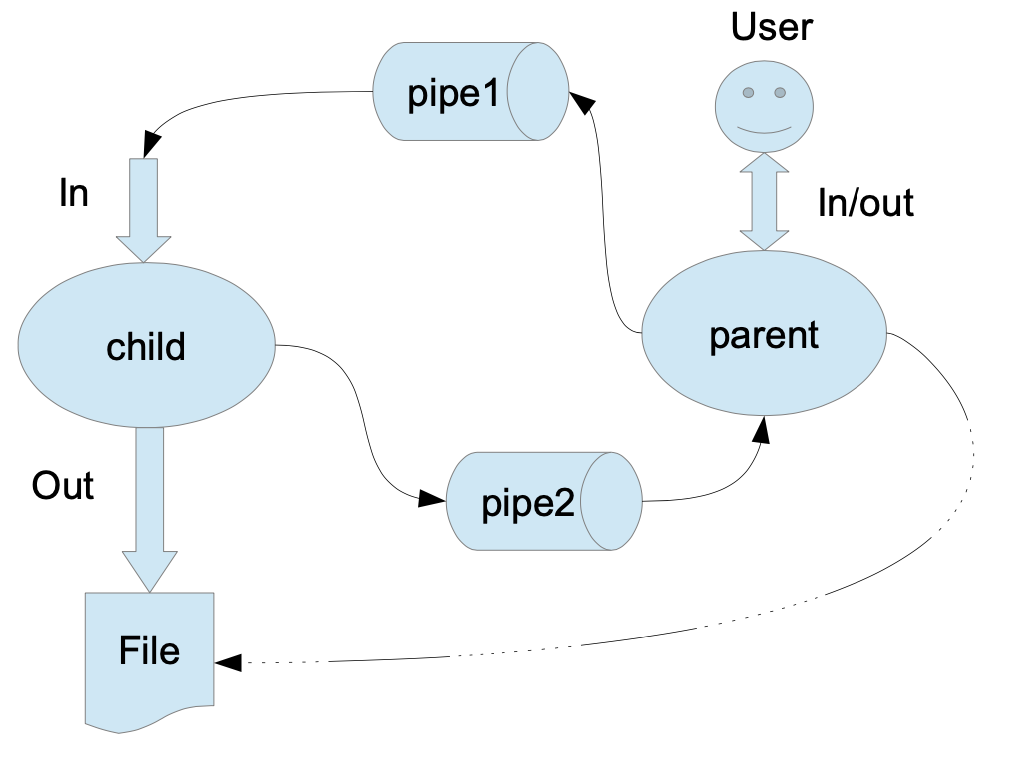 User
pipe1
In
In/out
parent
child
Out
pipe2
File